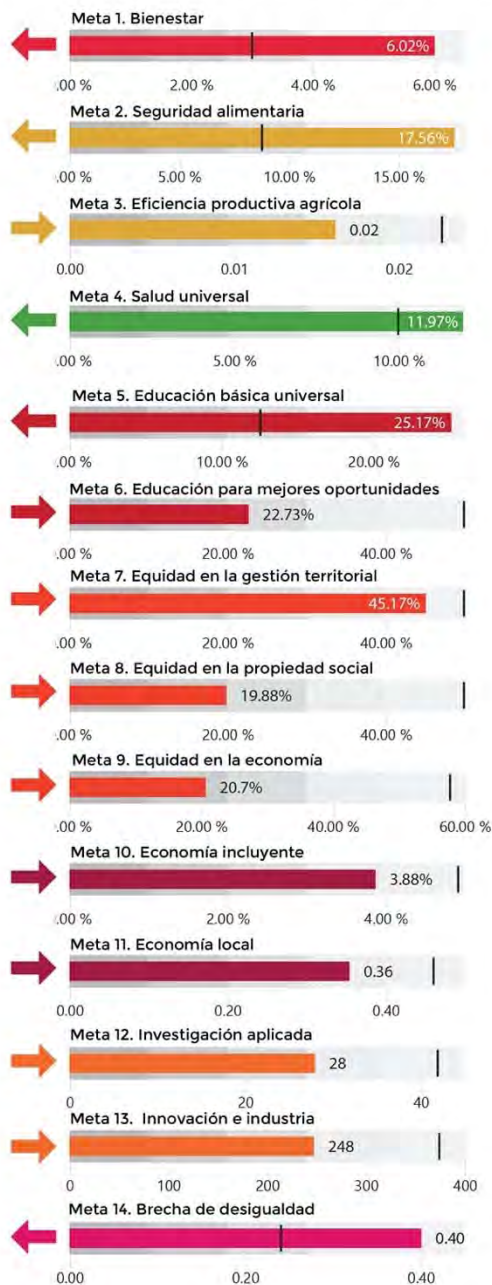 Meta 1. Bienestar
6.02%
.00 % 2.00 % 4.00 % 6.00 %
Meta 2. Seguridad alimentaria
17.56%
.00 % 5.00 % 10.00 % 15.00 %
Meta 3. Eficiencia productiva agrícola
0.02
0.00 0.01 0.02
Meta 4. Salud universal
11.97%
.00 % 5.00 % 10.00 %
Meta 5. Educación básica universal
25.17%
.00 % 10.00 % 20.00 %
Meta 6. Educación para mejores oportunidades
22.73%
.00 % 20.00 % 40.00 %
Meta 7. Equidad en la gestión territorial
45.17%
.00 % 20.00 % 40.00 %
Meta 8. Equidad en la propiedad social
19.88%
.00 % 20.00 % 40.00 %
Meta 9. Equidad en la economía
20.7%
.00 % 20.00 % 40.00 % 60.00 %
Meta 10. Economía incluyente
3.88%
.00 % 2.00 % 4.00 %
Meta 11. Economía local
0.36
0.00 0.20 0.40
Meta 12. Investigación aplicada
28
0 20 40
Meta 13. Innovación e industria
248
0 100 200 300 400
Meta 14. Brecha de desigualdad
0.40
0.00 0.20 0.40